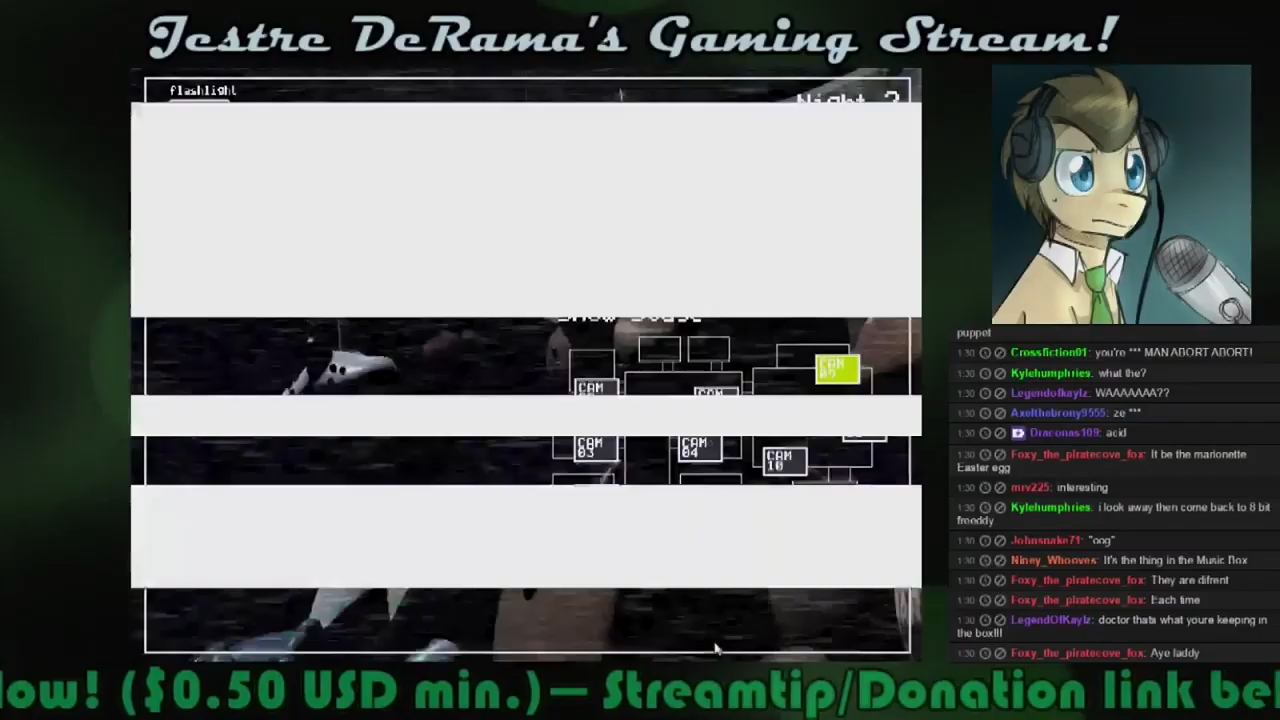 Jestre DeRama's Gaming Stream!
flashlight
Night 2
CAM
CAM
CAM
CAM
03
CAM
04
CAM
10
puppet
1:30 Crossfiction01: you're *** MAN ABORT ABORT!
1:30 Kylehumphries: what the?
1:30 Legendofkaylz: WAAAAAAA??
1:30 Axelthebrony9555: ze ***
1:30 Draconas109: acid
1:30 Foxy_the_piratecove_fox: It be the marionette
Easter egg
1:30 mrv225: interesting
1:30 Kylehumphries: i look away then come back to 8 bit
freddy
1:30 Johnsnake71: "oog"
1:30 Niney_Whooves: It's the thing in the Music Box
1:30 Foxy_the_piratecove_fox: They are difrent
1:30 Foxy_the_piratecove_fox: Each time
1:30 LegendOfKaylz: doctor thats what youre keeping in
the box!!!
1:30 Foxy_the_piratecove_fox: Aye laddy
Now! ($0.50 USD min.) — Streamtip/Donation link bel